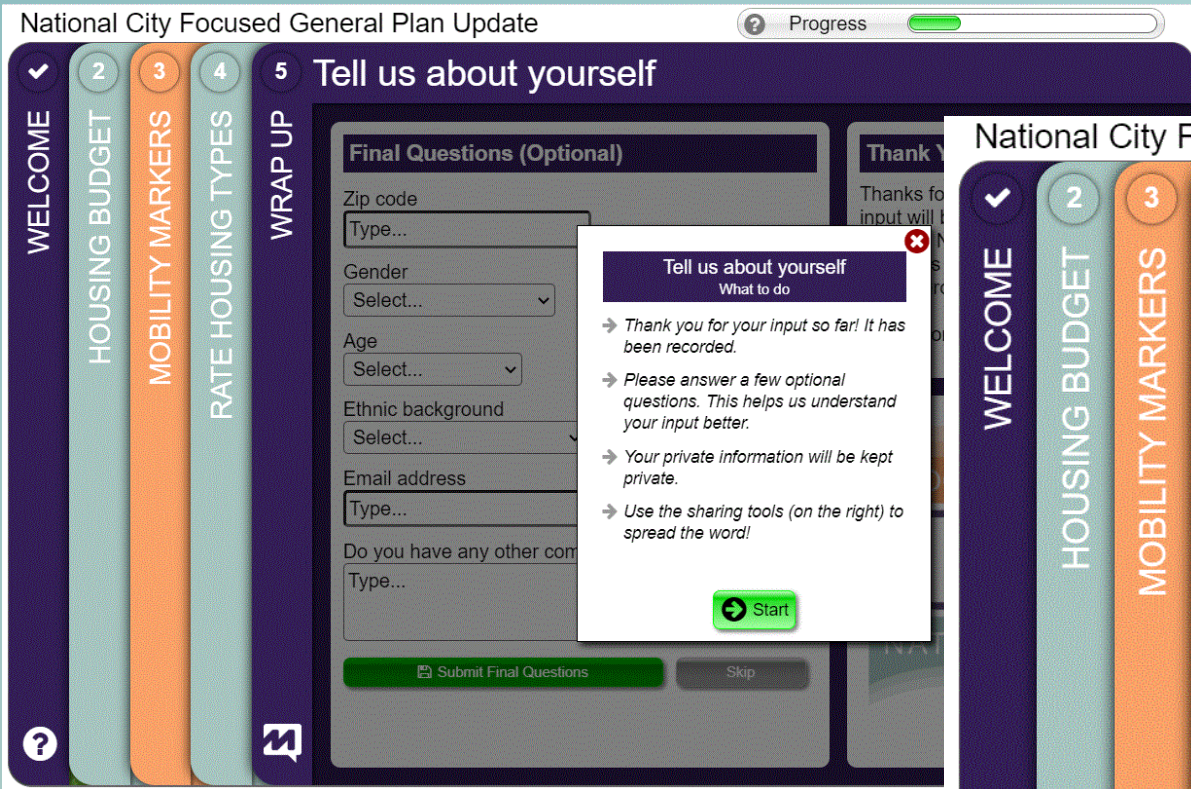 National City Focused General Plan Update
? Progress
2
3
4
5
Tell us about yourself
WELCOME
HOUSING BUDGET
MOBILITY MARKERS
RATE HOUSING TYPES
WRAP UP
Final Questions (Optional)
Zip code
Type...
Gender
Select...
Age
Select...
Ethnic background
Select...
Email address
Type...
Do you have any other com
Type...
Submit Final Questions
Skip
Thank
Thanks fo
input will
Tell us about yourself
What to do
Thank you for your input so far! It has
been recorded.
Please answer a few optional
questions. This helps us understand
your input better.
Your private information will be kept
private.
Use the sharing tools (on the right) to
spread the word!
Start
NAT
?
National City F
2
3
WELCOME
HOUSING BUDGET
MOBILITY MARKERS